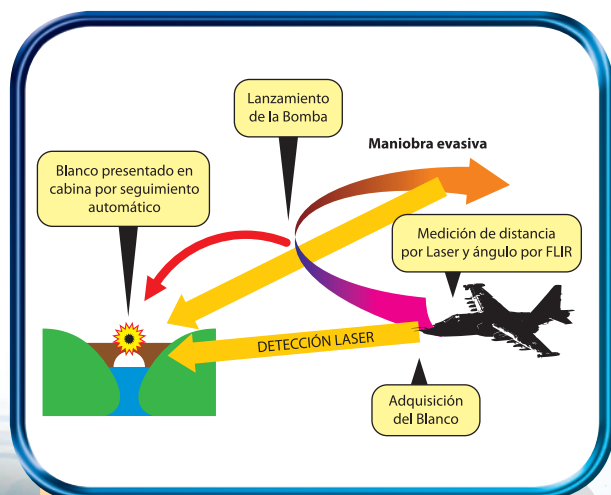 Lanzamiento
de la Bomba
Maniobra evasiva
Blanco presentado en
cabina por seguimiento
automático
Medición de distancia
por Laser y ángulo por FLIR
DETECCIÓN LASER
Adquisición
del Blanco